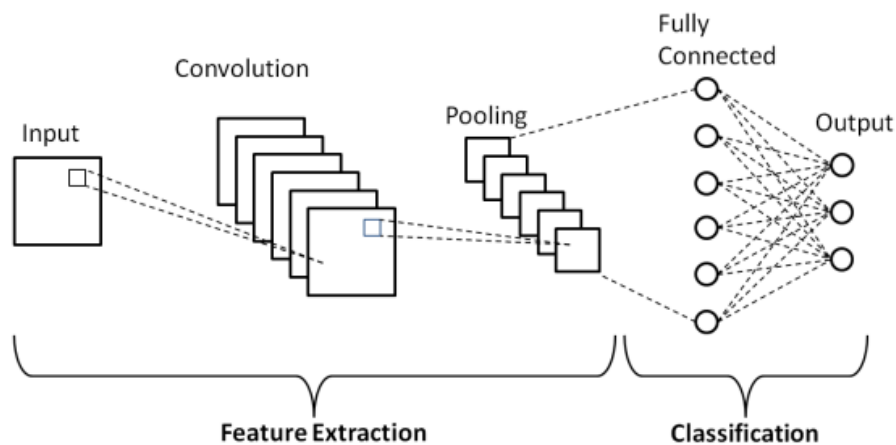 Input
Convolution
Pooling
Fully
Connected
Output
Feature Extraction
Classification